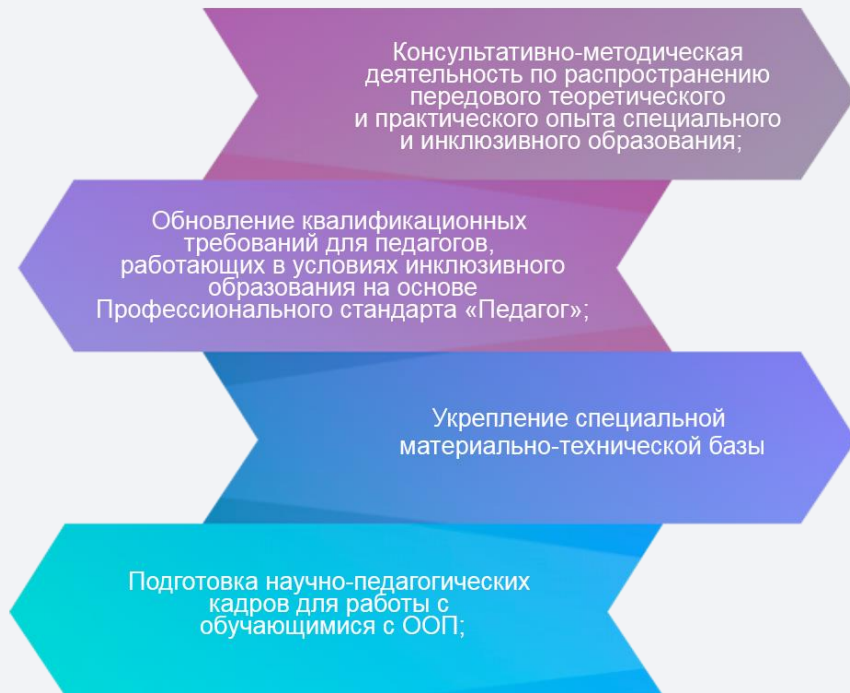 Консультативно-методическая
деятельность по распространению
передового теоретического
и практического опыта специального
и инклюзивного образования;
Обновление квалификационных
требований для педагогов,
работающих в условиях инклюзивного
образования на основе
Профессионального стандарта «Педагог»;
Укрепление специальной
материально-технической базы
Подготовка научно-педагогических
кадров для работы с
обучающимися с ООП;